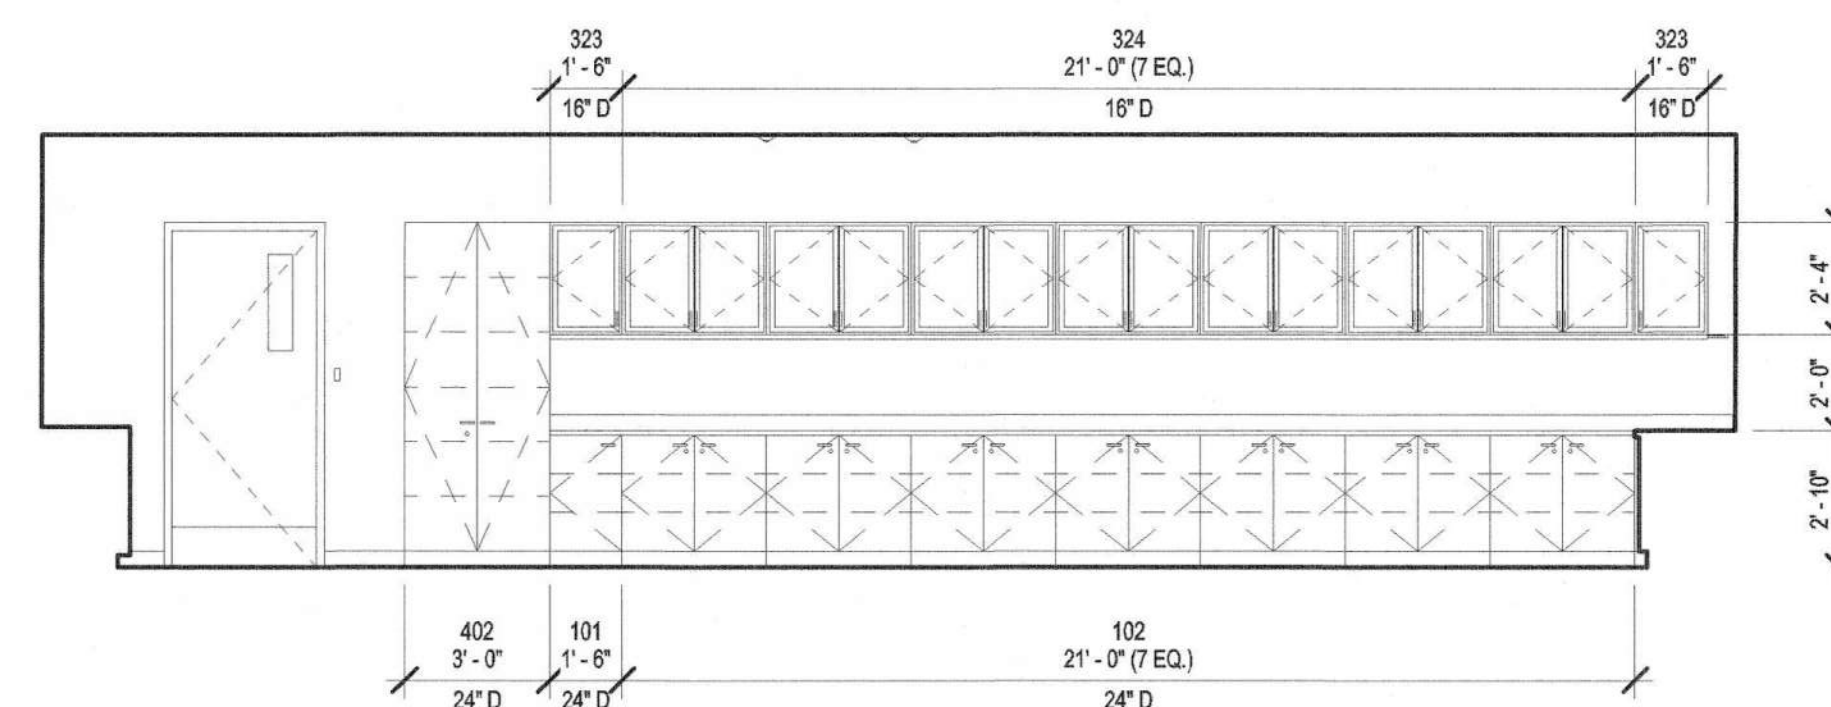 323
1' - 6"
16" D
324
21' - 0" (7 EQ.)
16" D
323
1' - 6"
16" D
2' - 4"
2' - 0"
2' - 10"
402
3' - 0"
24" D
101
1' - 6"
24" D
102
21' - 0" (7 EQ.)
24" D